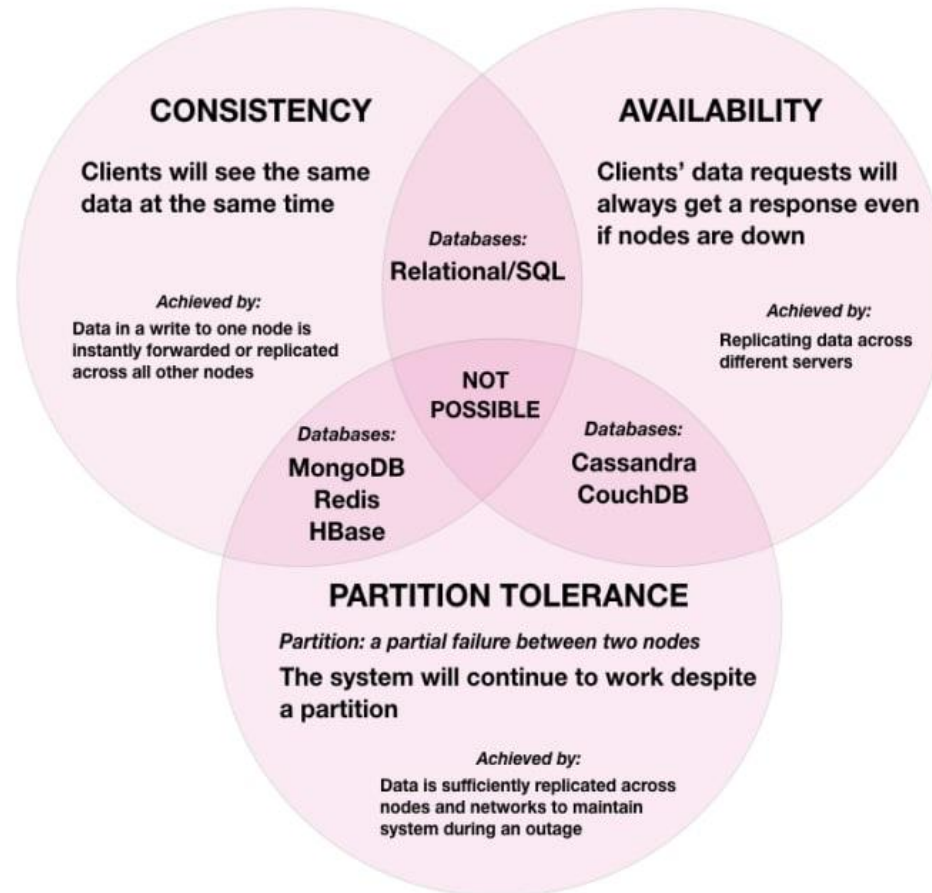 CONSISTENCY
Clients will see the same
data at the same time
Achieved by:
Data in a write to one node is
instantly forwarded or replicated
across all other nodes
AVAILABILITY
Clients' data requests will
always get a response even
if nodes are down
Achieved by:
Replicating data across
different servers
Databases:
Relational/SQL
NOT
POSSIBLE
Databases:
MongoDB
Redis
HBase
Databases:
Cassandra
CouchDB
PARTITION TOLERANCE
Partition: a partial failure between two nodes
The system will continue to work despite
a partition
Achieved by:
Data is sufficiently replicated across
nodes and networks to maintain
system during an outage